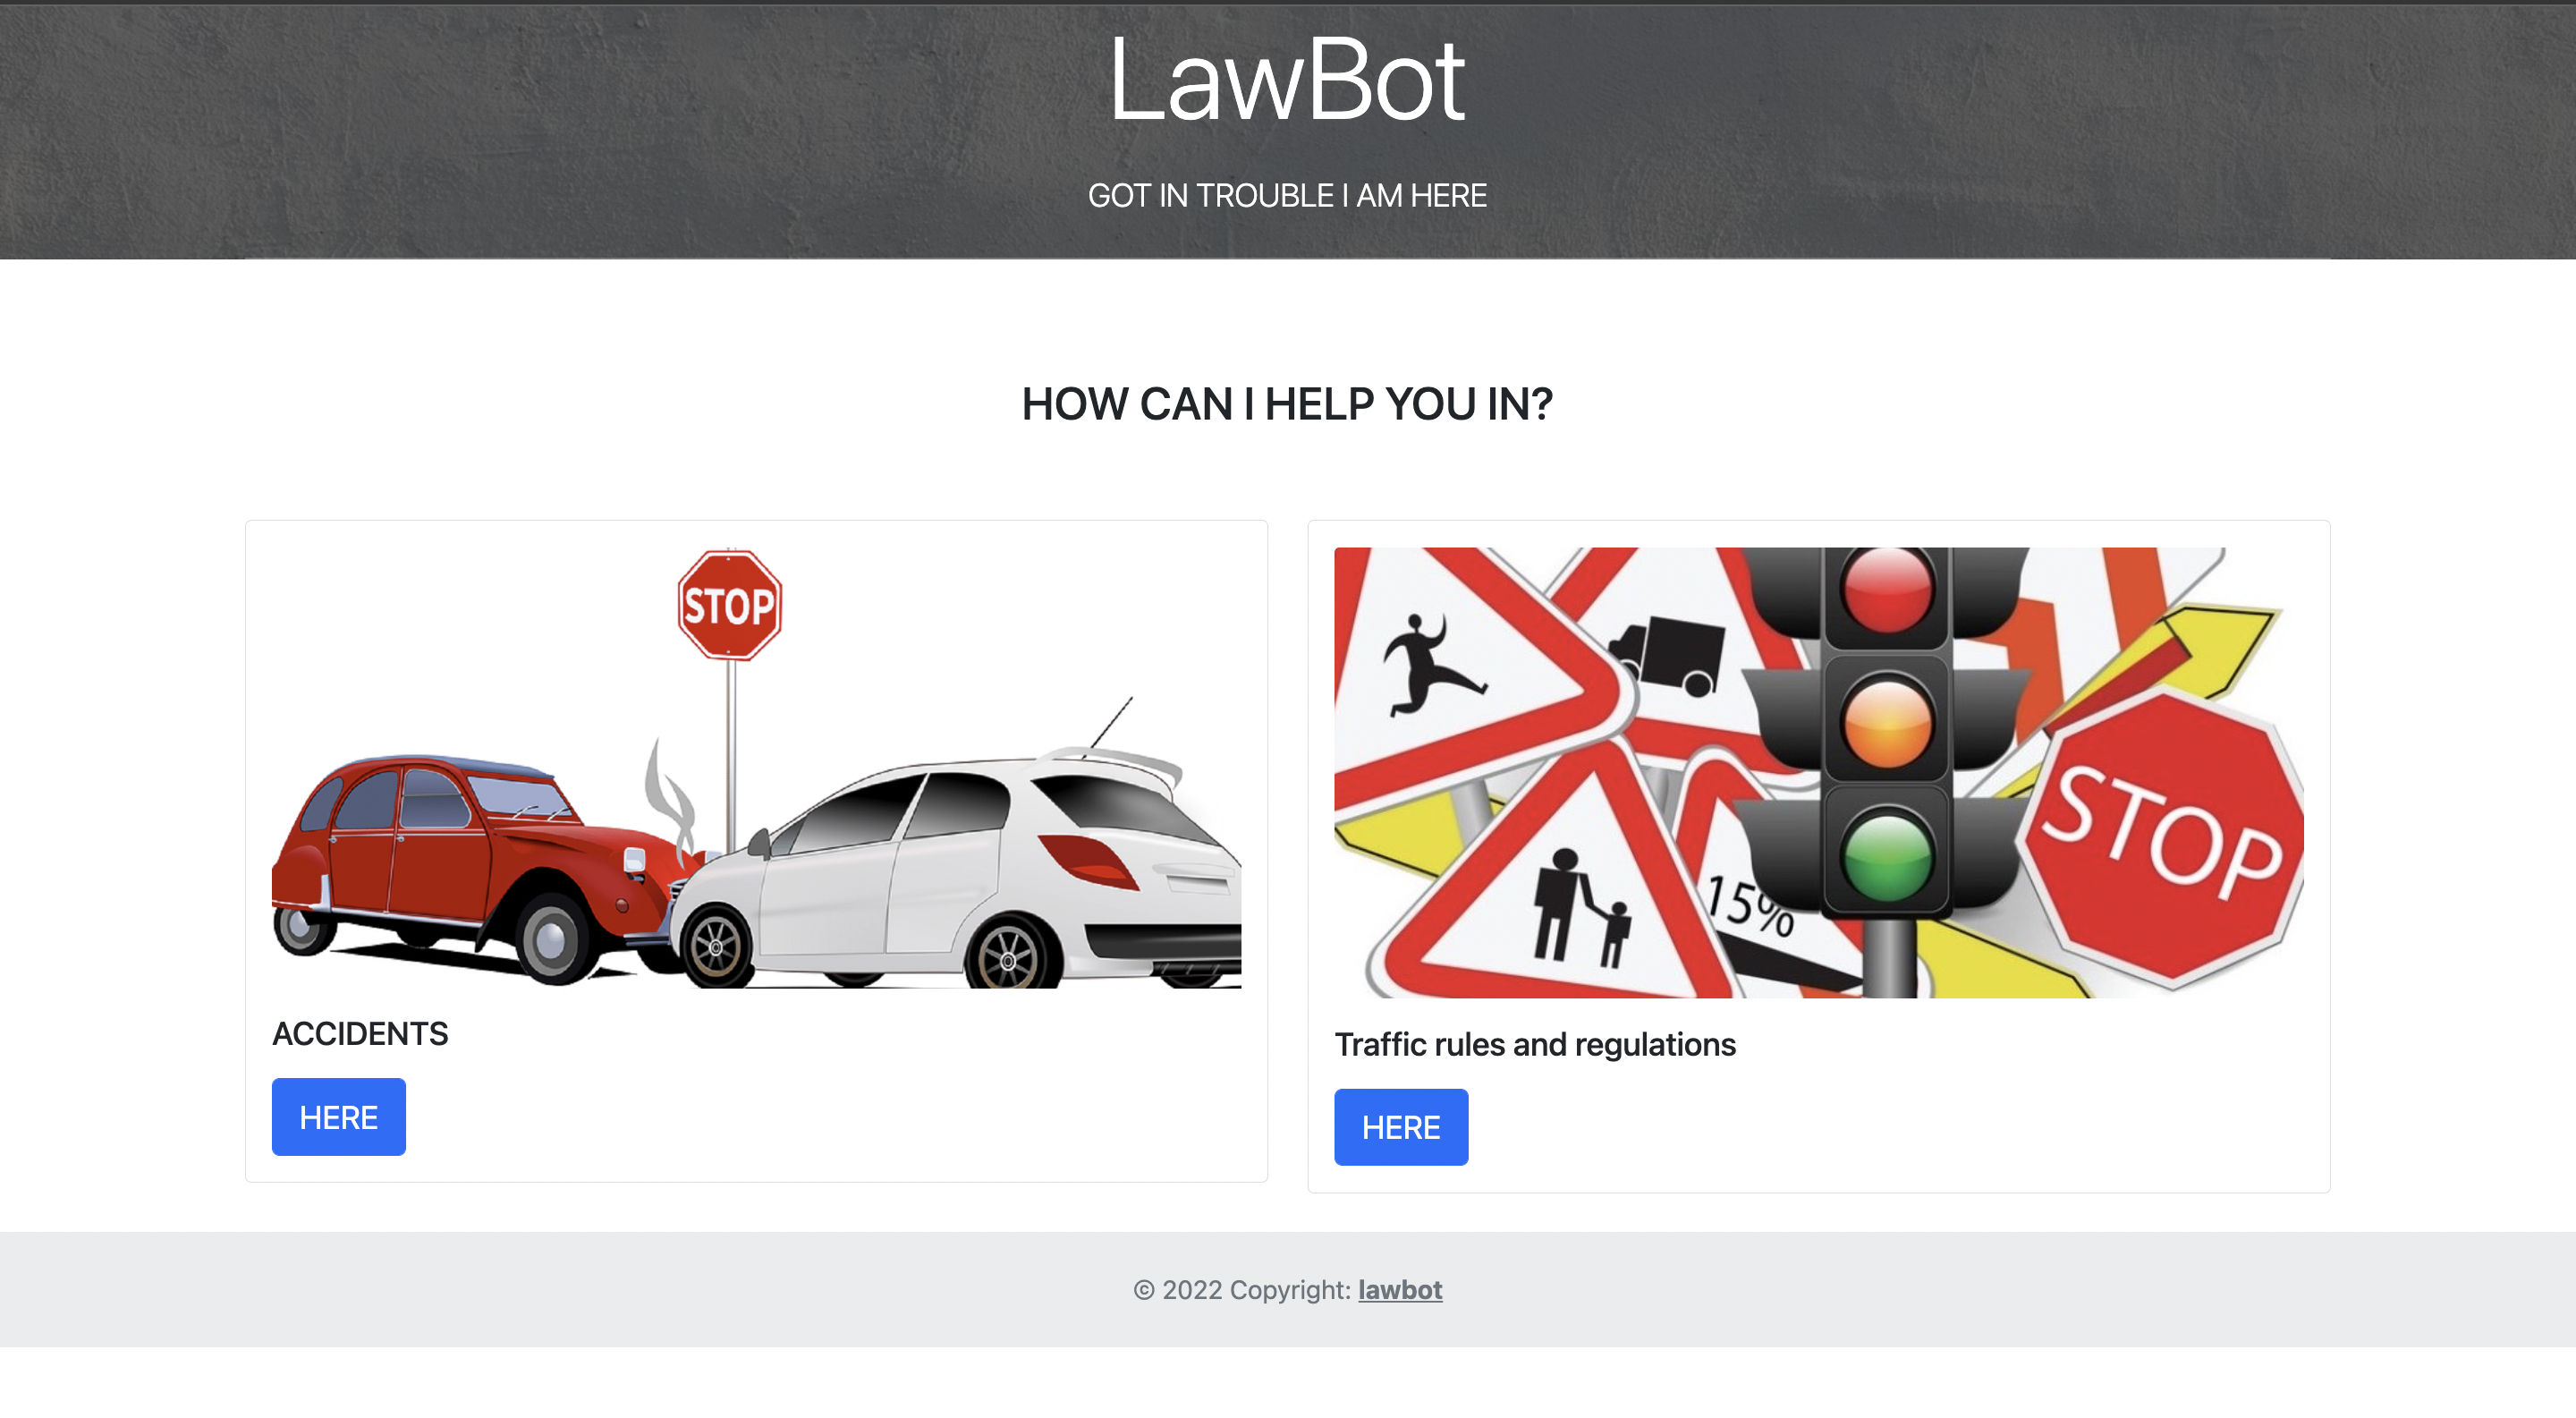 LawBot
GOT IN TROUBLE I AM HERE
HOW CAN I HELP YOU IN?
STOP
ACCIDENTS
HERE
STOP
15%
Traffic rules and regulations
HERE
© 2022 Copyright: lawbot